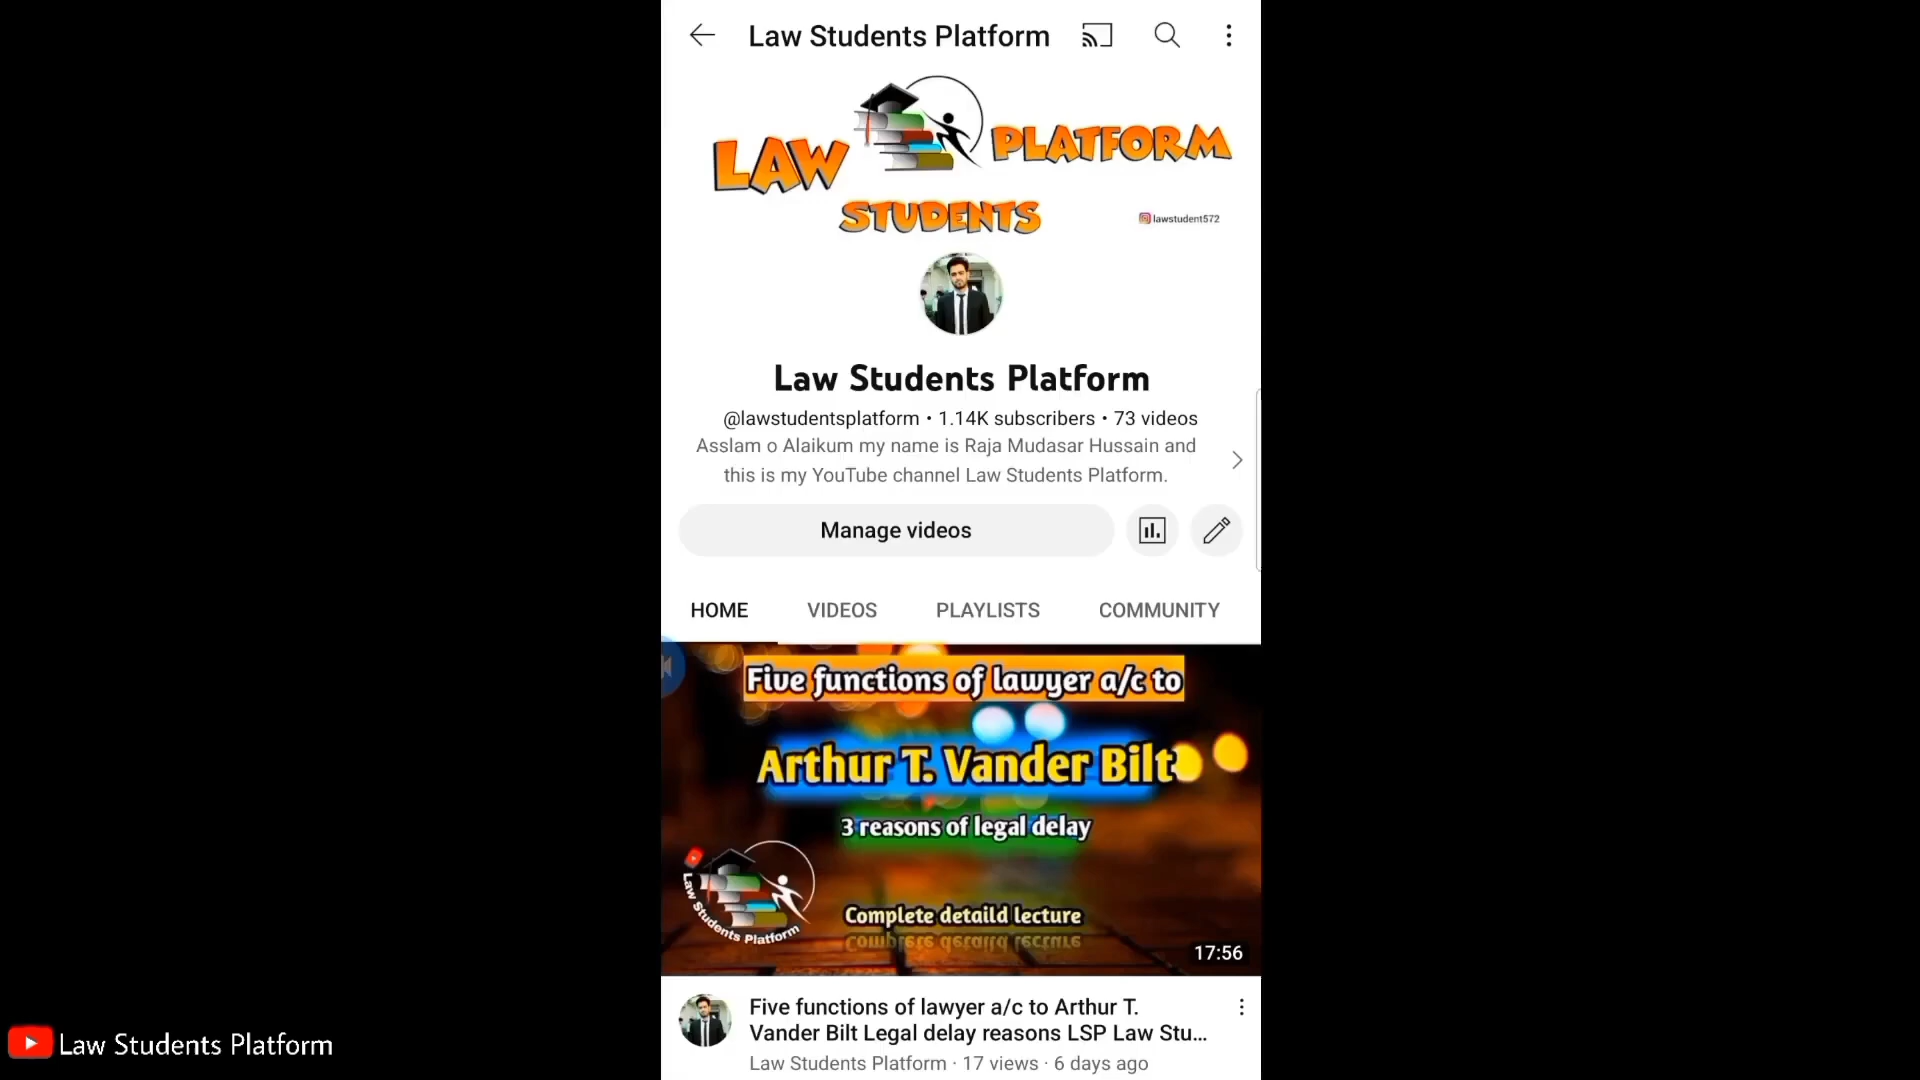 Law Students Platform
LAW PLATFORM
STUDENTS
lawstudent572
Law Students Platform
@lawstudentsplatform • 1.14K subscribers • 73 videos
Asslam o Alaikum my name is Raja Mudasar Hussain and
this is my YouTube channel Law Students Platform.
Manage videos
HOME VIDEOS PLAYLISTS COMMUNITY
Five functions of lawyer a/c to
Arthur T. Vander Bilt
3 reasons of legal delay
Law Students Platform
Complete detaild lecture
17:56
Five functions of lawyer a/c to Arthur T.
Vander Bilt Legal delay reasons LSP Law Stu...
Law Students Platform · 17 views · 6 days ago
Law Students Platform